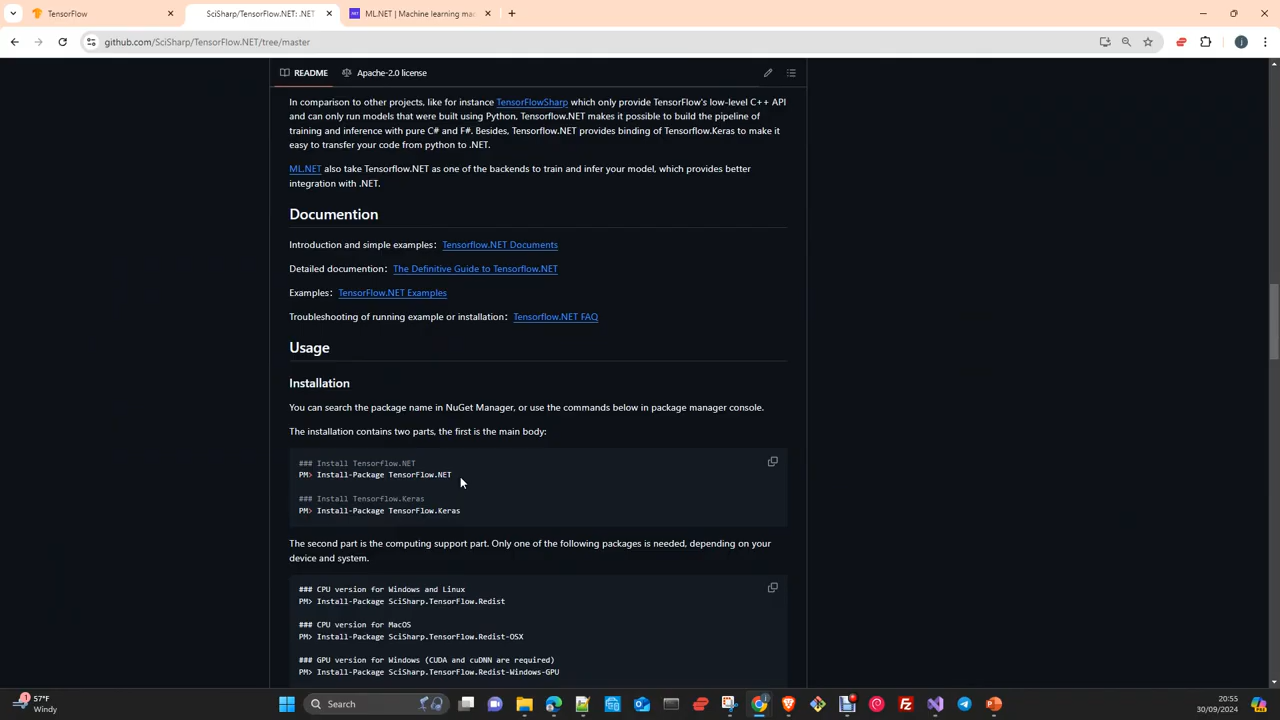 TensorFlow
SciSharp/TensorFlow.NET: .NET
ML.NET | Machine learning ma
github.com/SciSharp/TensorFlow.NET/tree/master
README
Apache-2.0 license
In comparison to other projects, like for instance TensorFlowSharp which only provide TensorFlow's low-level C++ API
and can only run models that were built using Python, Tensorflow.NET makes it possible to build the pipeline of
training and inference with pure C# and F#. Besides, Tensorflow.NET provides binding of Tensorflow.Keras to make it
easy to transfer your code from python to .NET.
ML.NET also take Tensorflow.NET as one of the backends to train and infer your model, which provides better
integration with .NET.
Documention
Introduction and simple examples: Tensorflow.NET Documents
Detailed documention: The Definitive Guide to Tensorflow.NET
Examples: TensorFlow.NET Examples
Troubleshooting of running example or installation: Tensorflow.NET FAQ
Usage
Installation
You can search the package name in NuGet Manager, or use the commands below in package manager console.
The installation contains two parts, the first is the main body:
### Install Tensorflow.NET
PM> Install-Package TensorFlow.NET
### Install Tensorflow.Keras
PM> Install-Package TensorFlow.Keras
The second part is the computing support part. Only one of the following packages is needed, depending on your
device and system.
### CPU version for Windows and Linux
PM> Install-Package SciSharp.TensorFlow.Redist
### CPU version for MacOS
PM> Install-Package SciSharp.TensorFlow.Redist-OSX
### GPU version for Windows (CUDA and cuDNN are required)
PM> Install-Package SciSharp.TensorFlow.Redist-Windows-GPU
57°F
Windy
Search
20:55
30/09/2024